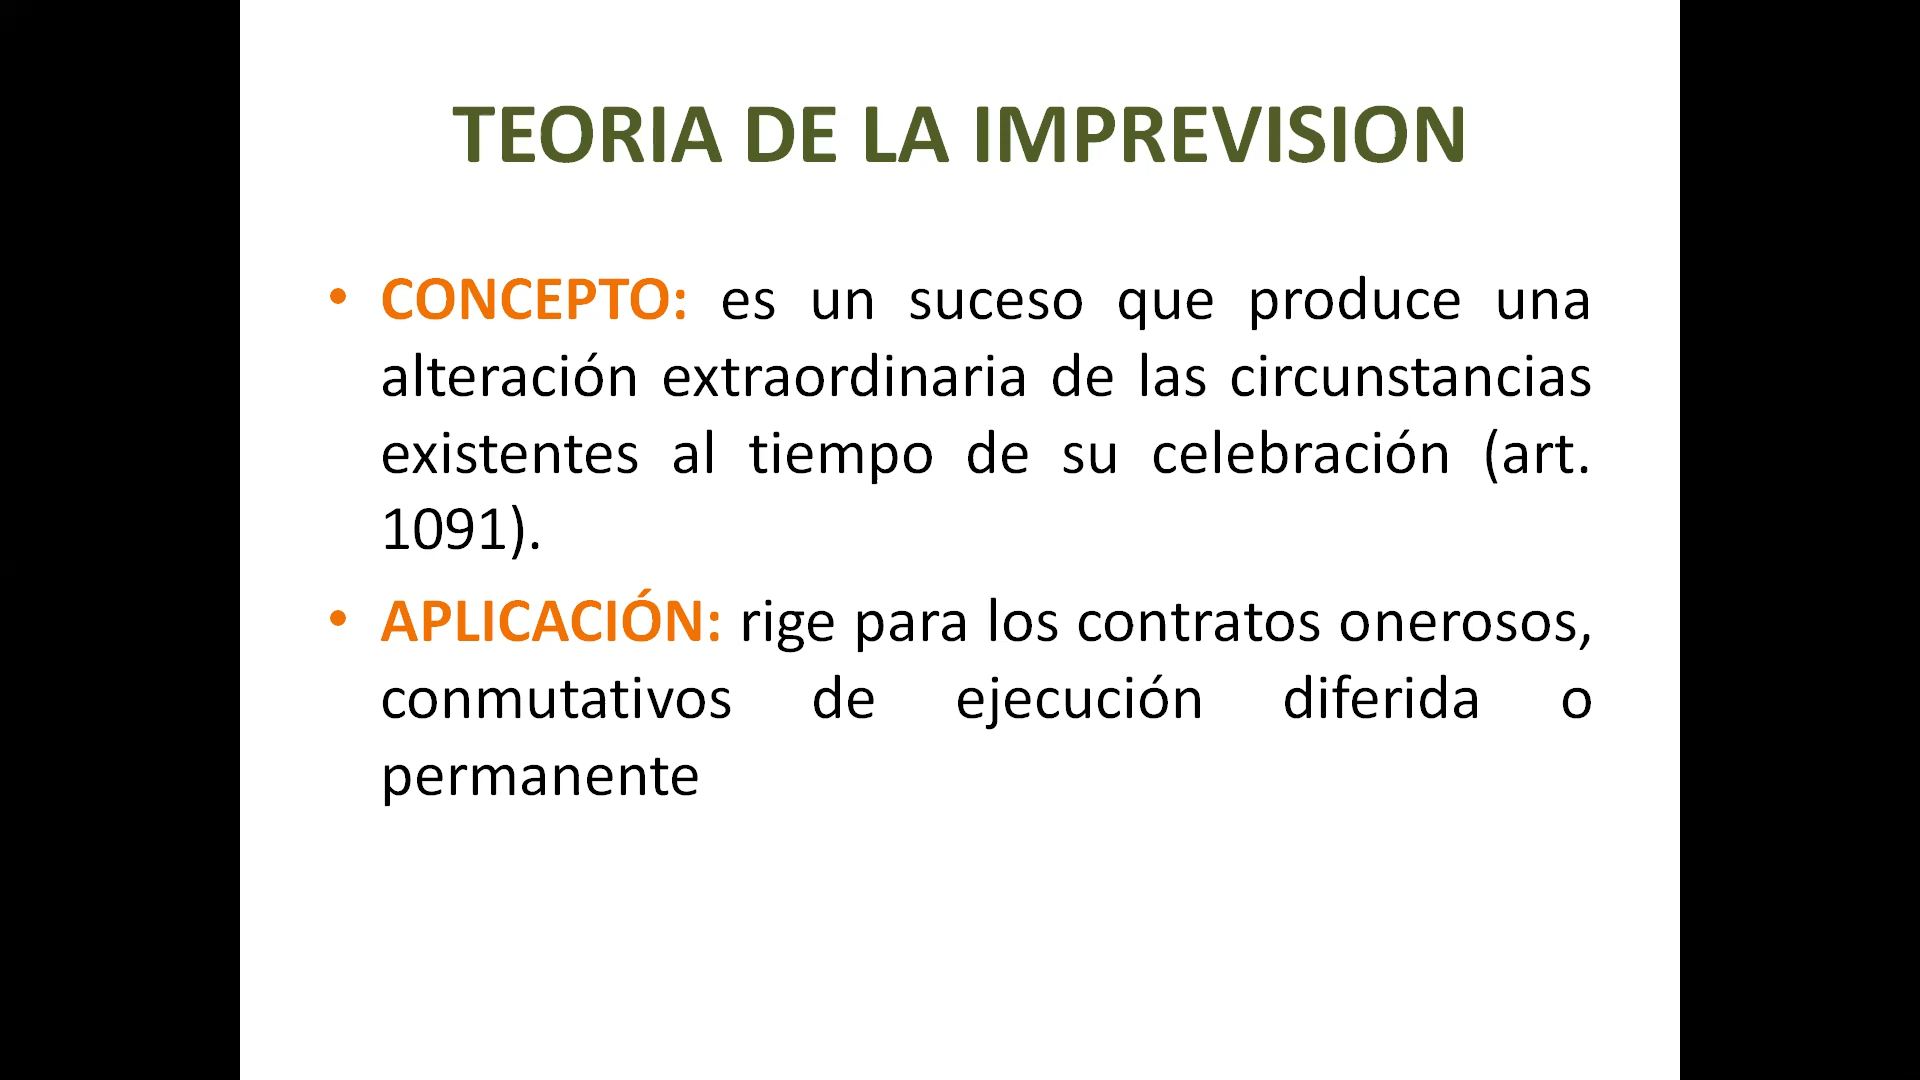 TEORIA DE LA IMPREVISION
• CONCEPTO: es un suceso que produce una
alteración extraordinaria de las circunstancias
existentes al tiempo de su celebración (art.
1091).
• APLICACIÓN: rige para los contratos onerosos,
conmutativos de ejecución diferida o
permanente